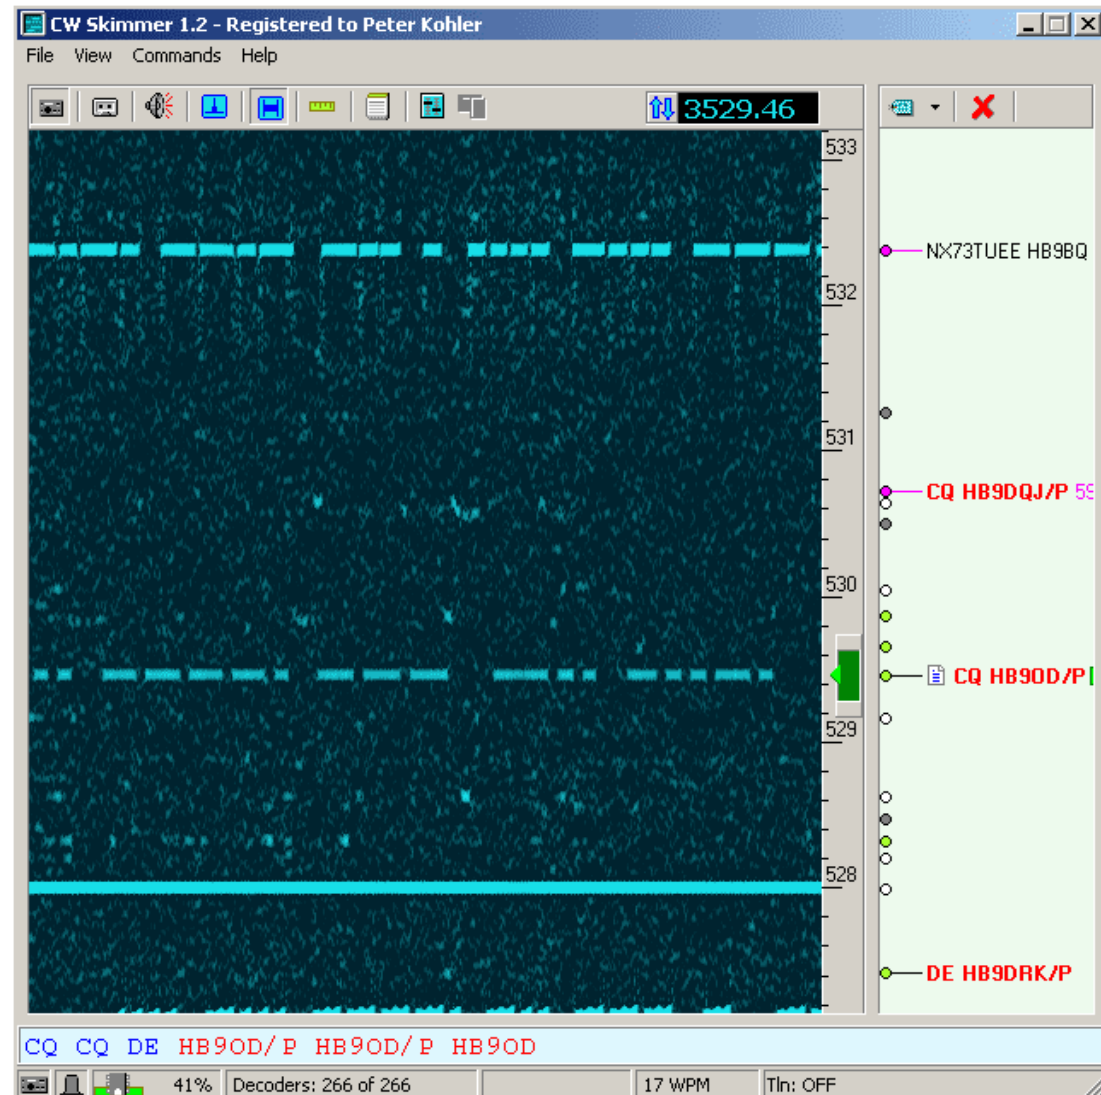 CW Skimmer 1.2 - Registered to Peter Kohler
File View Commands Help
3529.46
533
NX73TUEE HB9BQ
532
531
CQ HB9DQJ/P 59
530
CQ HB9OD/P
529
528
DE HB9DRK/P
CQ CQ DE HB9OD/P HB9OD/P HB9OD
41% Decoders: 266 of 266 17 WPM Tln: OFF